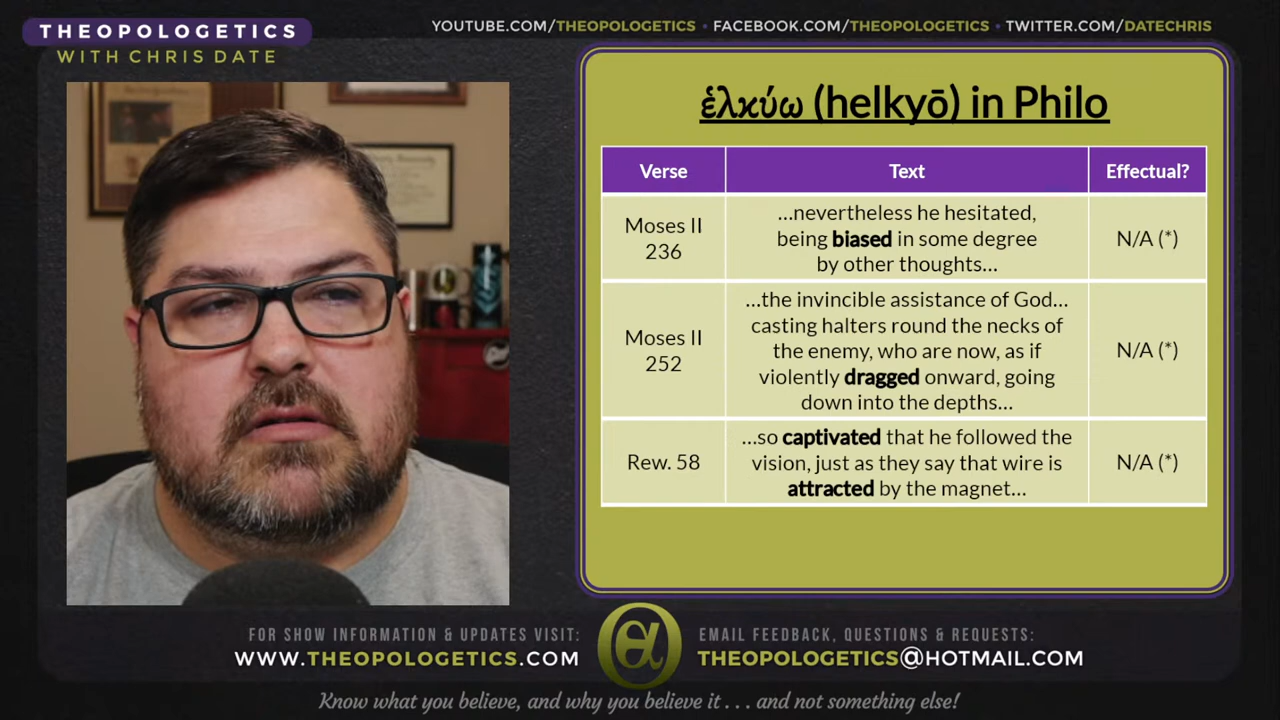 THEOPOLOGETICS
WITH CHRIS DATE
YOUTUBE.COM/THEOPOLOGETICS • FACEBOOK.COM/THEOPOLOGETICS • TWITTER.COM/DATECHRIS
ἑλκύω (helkyō) in Philo
Verse Text Effectual?
Moses II 236
…nevertheless he hesitated,
being biased in some degree
by other thoughts…
N/A (*)
Moses II 252
…the invincible assistance of God…
casting halters round the necks of
the enemy, who are now, as if
violently dragged onward, going
down into the depths…
N/A (*)
Rew. 58
…so captivated that he followed the
vision, just as they say that wire is
attracted by the magnet…
N/A (*)
FOR SHOW INFORMATION & UPDATES VISIT:
WWW.THEOPOLOGETICS.COM
EMAIL FEEDBACK, QUESTIONS & REQUESTS:
THEOPOLOGETICS@HOTMAIL.COM
Know what you believe, and why you believe it . . . and not something else!